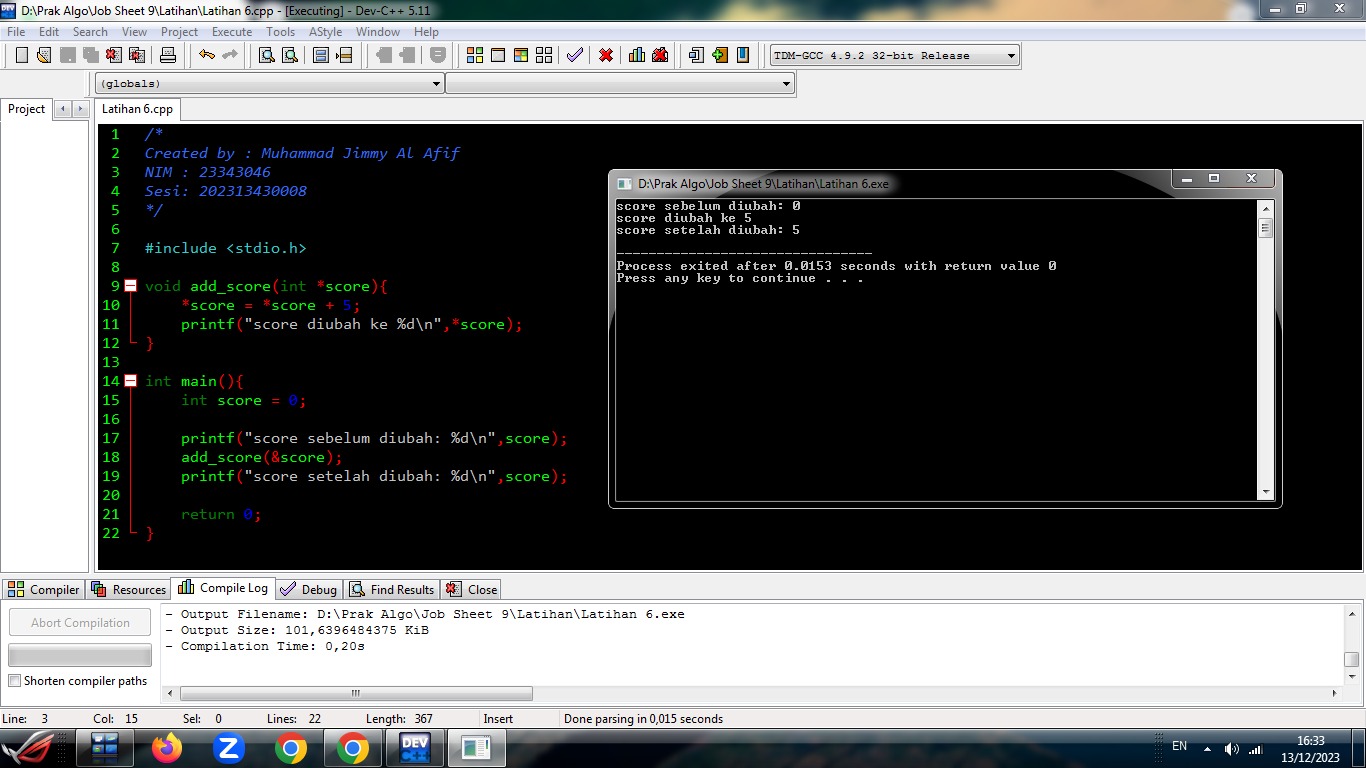 D:\Prak Algo\Job Sheet 9\Latihan\Latihan 6.cpp - [Executing] - Dev-C++ 5.11
File Edit Search View Project Execute Tools AStyle Window Help
TDM-GCC 4.9.2 32-bit Release
(globals)
Project
Latihan 6.cpp
1 /*
2 Created by : Muhammad Jimmy Al Afif
3 NIM : 23343046
4 Sesi: 202313430008
5 */
6
7 #include <stdio.h>
8
9 void add_score(int *score){
10 *score = *score + 5;
11 printf("score diubah ke %d\n",*score);
12 }
13
14 int main(){
15 int score = 0;
16
17 printf("score sebelum diubah: %d\n",score);
18 add_score(&score);
19 printf("score setelah diubah: %d\n",score);
20
21 return 0;
22 }
D:\Prak Algo\Job Sheet 9\Latihan\Latihan 6.exe
score sebelum diubah: 0
score diubah ke 5
score setelah diubah: 5
--------------------------------
Process exited after 0.0153 seconds with return value 0
Press any key to continue . . .
Compiler Resources Compile Log Debug Find Results Close
Abort Compilation
Shorten compiler paths
- Output Filename: D:\Prak Algo\Job Sheet 9\Latihan\Latihan 6.exe
- Output Size: 101,6396484375 KiB
- Compilation Time: 0,20s
Line: 3 Col: 15 Sel: 0 Lines: 22 Length: 367 Insert Done parsing in 0,015 seconds
DEV C++
EN
16:33
13/12/2023